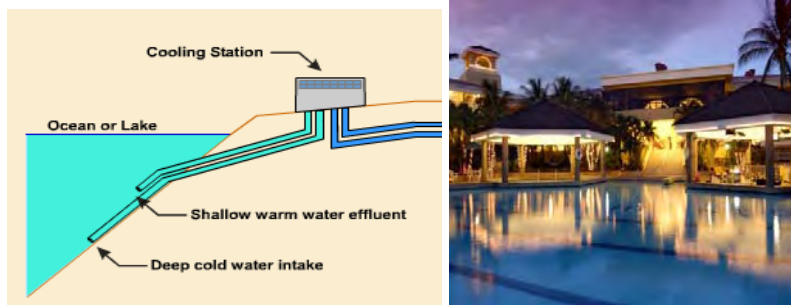 Cooling Station
Ocean or Lake
Shallow warm water effluent
Deep cold water intake